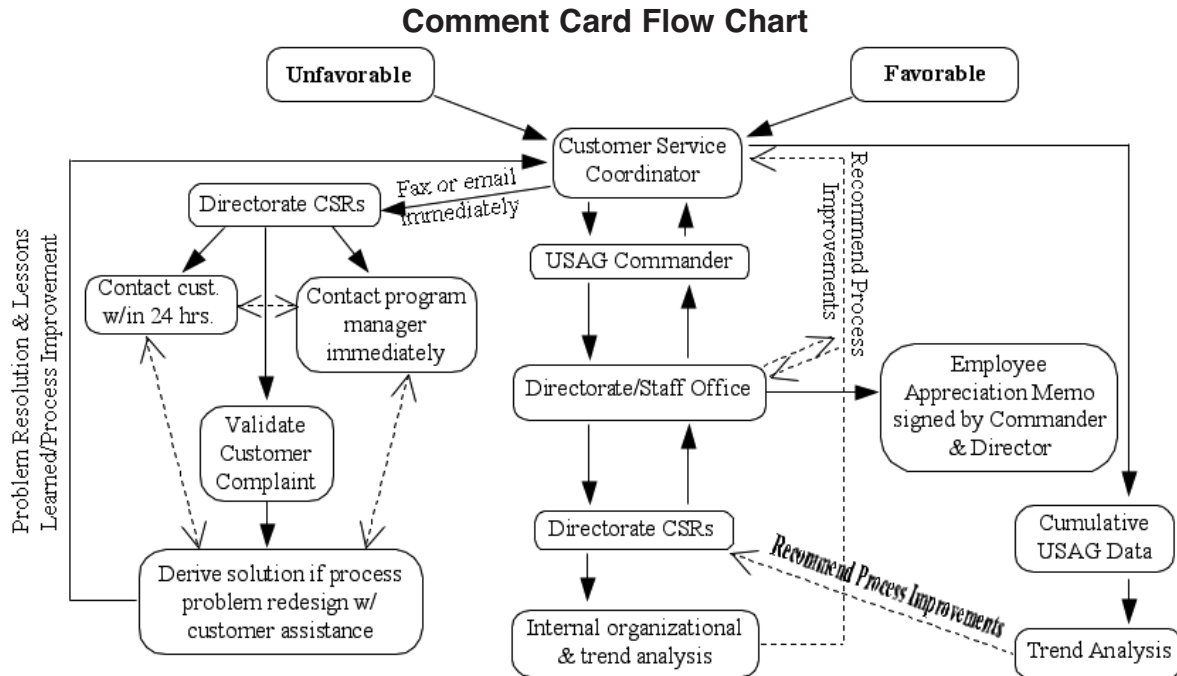 Comment Card Flow Chart
Unfavorable
Favorable
Customer Service
Coordinator
Fax or email
immediately
Directorate CSRs
Recommend Process
Improvements
USAG Commander
Contact cust.
w/in 24 hrs.
Contact program
manager
immediately
Problem Resolution & Lessons
Learned/Process Improvement
Directorate/Staff Office
Employee
Appreciation Memo
signed by Commander
& Director
Validate
Customer
Complaint
Directorate CSRs
Cumulative
USAG Data
Recommend Process Improvements
Derive solution if process
problem redesign w/
customer assistance
Internal organizational
& trend analysis
Trend Analysis